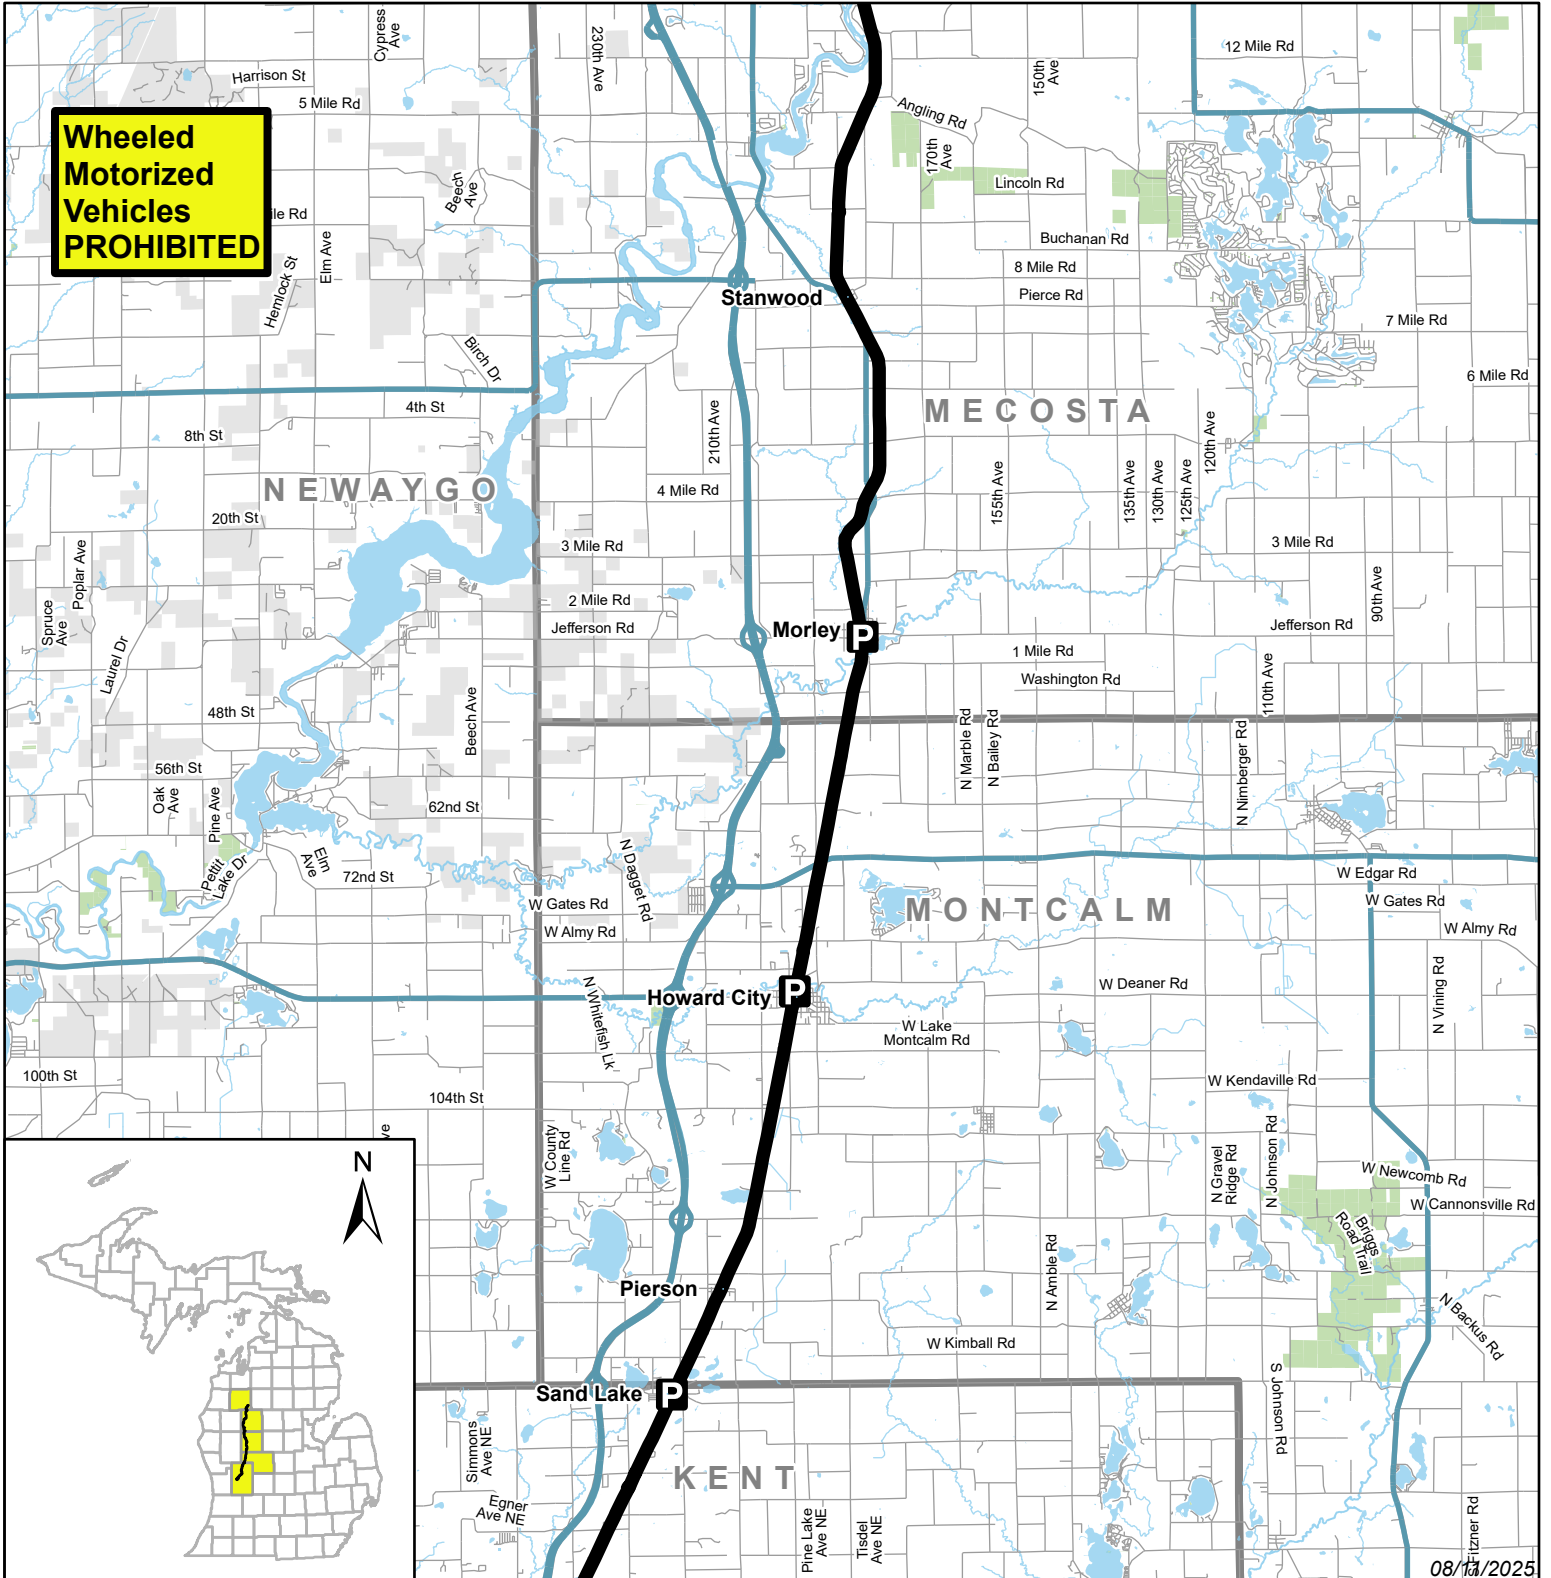 Cypress
Ave
230th Ave
12 Mile Rd
Harrison St
5 Mile Rd
150th
Ave
Angling Rd
Wheeled
Motorized
Vehicles
PROHIBITED
170th
Ave
Lincoln Rd
Beech
Ave
ile Rd
Elm Ave
Hemlock St
Buchanan Rd
8 Mile Rd
Stanwood
Pierce Rd
7 Mile Rd
Birch Dr
6 Mile Rd
4th St
MECOSTA
8th St
210th Ave
120th Ave
NEWAYGO
4 Mile Rd
155th Ave
135th Ave
130th Ave
125th Ave
20th St
3 Mile Rd
3 Mile Rd
Poplar Ave
Spruce
Ave
2 Mile Rd
90th Ave
Jefferson Rd
Morley
P
Jefferson Rd
Laurel Dr
1 Mile Rd
Washington Rd
110th Ave
48th St
Beech Ave
N Marble Rd
N Bailey Rd
N Nimberger Rd
56th St
Oak
Ave
Pine Ave
62nd St
Elm
Ave
Pettit
Lake Dr
72nd St
N Dagget Rd
W Edgar Rd
W Gates Rd
W Gates Rd
MONTCALM
W Almy Rd
W Almy Rd
N Whitefish Lk
Howard City
P
W Deaner Rd
N Vining Rd
W Lake
Montcalm Rd
100th St
W Kendaville Rd
104th St
ve
W County
Line Rd
N Gravel
Ridge Rd
N Johnson Rd
W Newcomb Rd
W Cannonsville Rd
N
Briggs
Road Trail
N Amble Rd
Pierson
N Backus Rd
W Kimball Rd
Sand Lake
P
S Johnson Rd
Simmons
Ave NE
KENT
Egner
Ave NE
Pine Lake
Ave NE
Tisdel
Ave NE
S Fitzner Rd
08/11/2025